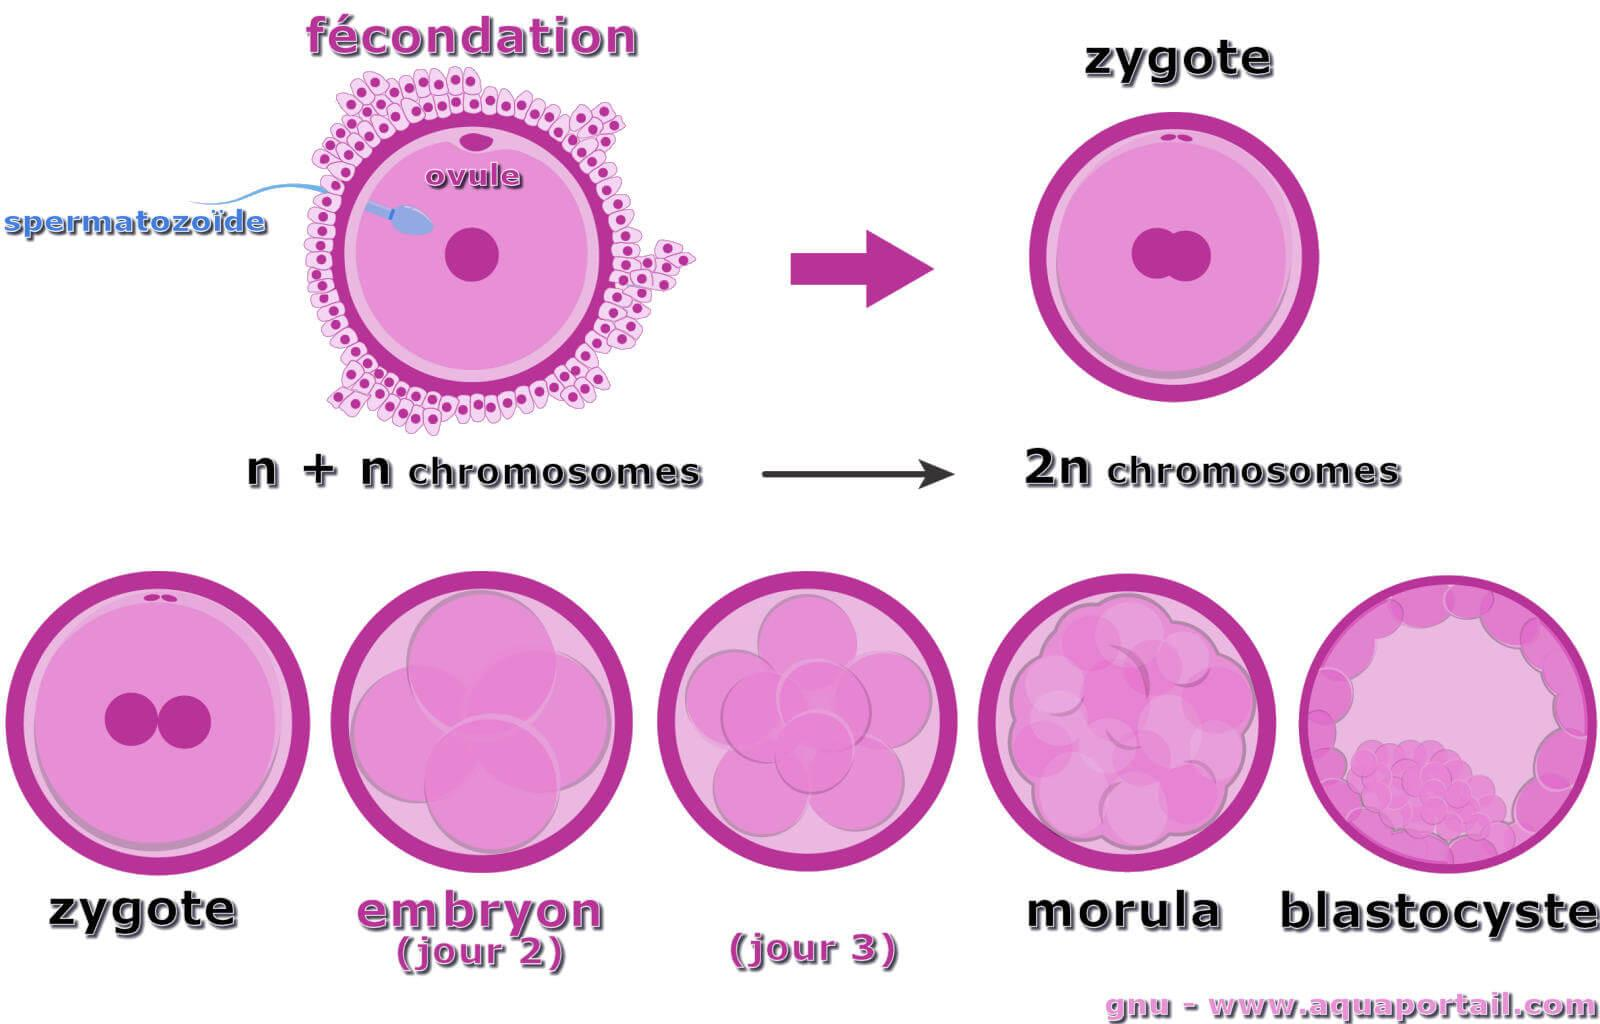 fécondation
zygote
ovule
spermatozoïde
n + n chromosomes
2n chromosomes
zygote
embryon
(jour 2)
(jour 3)
morula
blastocyste
gnu - www.aquaportail.com